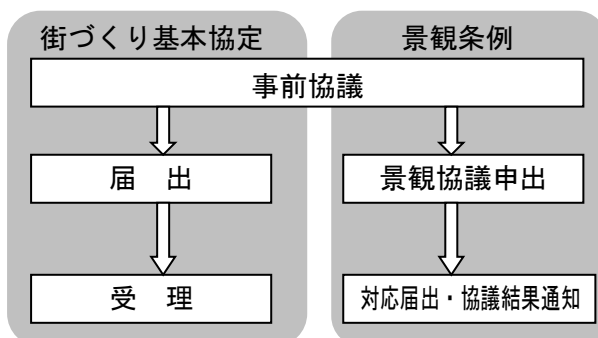 街づくり基本協定
景観条例
事前協議
届　出
景観協議申出
受　理
対応届出・協議結果通知